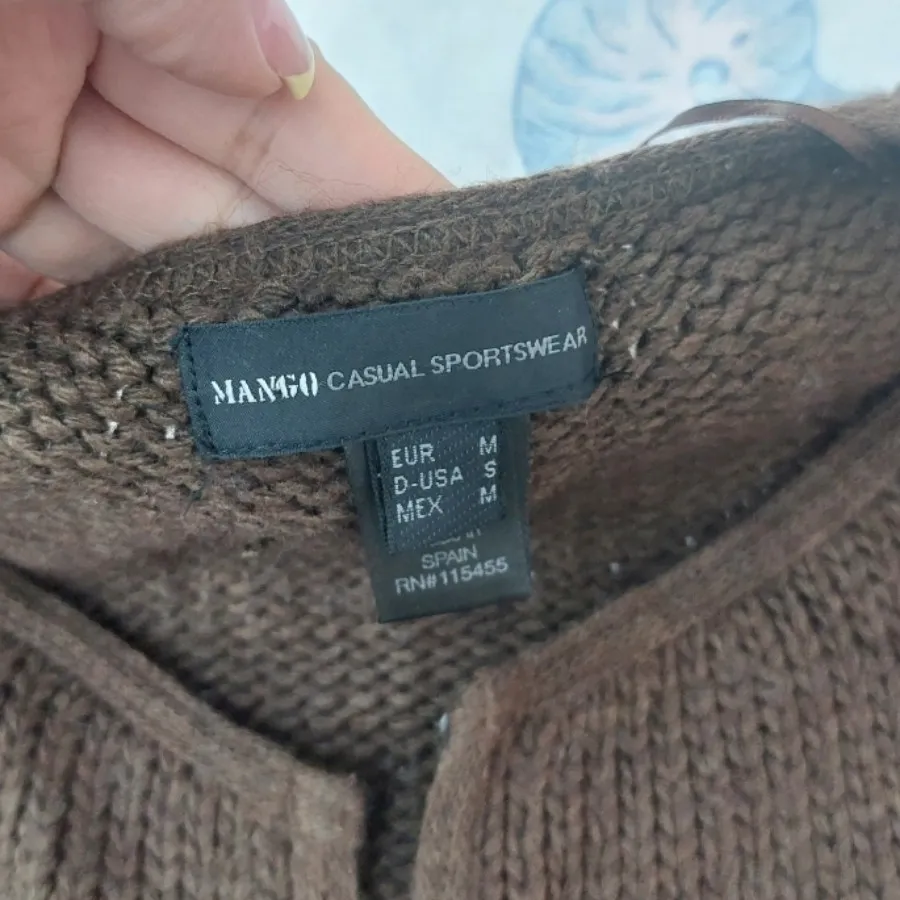 MANGO CASUAL SPORTSWEAR
EUR M
D-USA S
MEX M
SPAIN
RN#115455